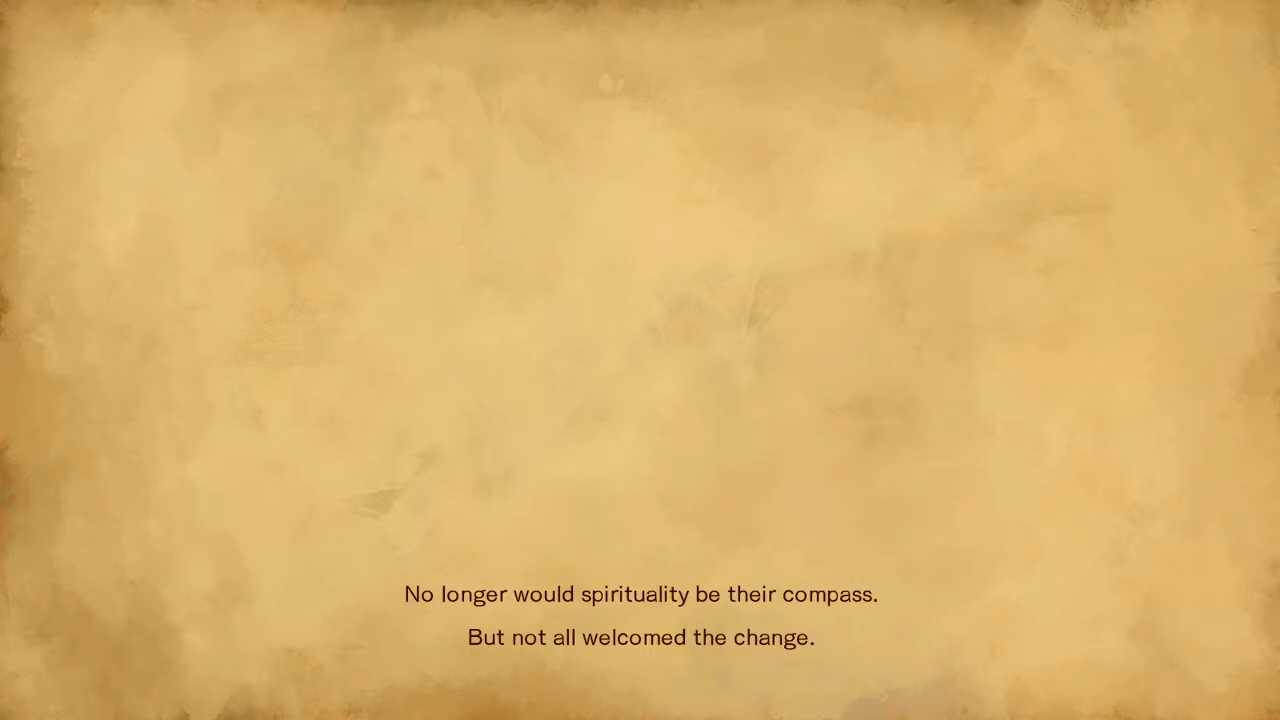 No longer would spirituality be their compass.
But not all welcomed the change.